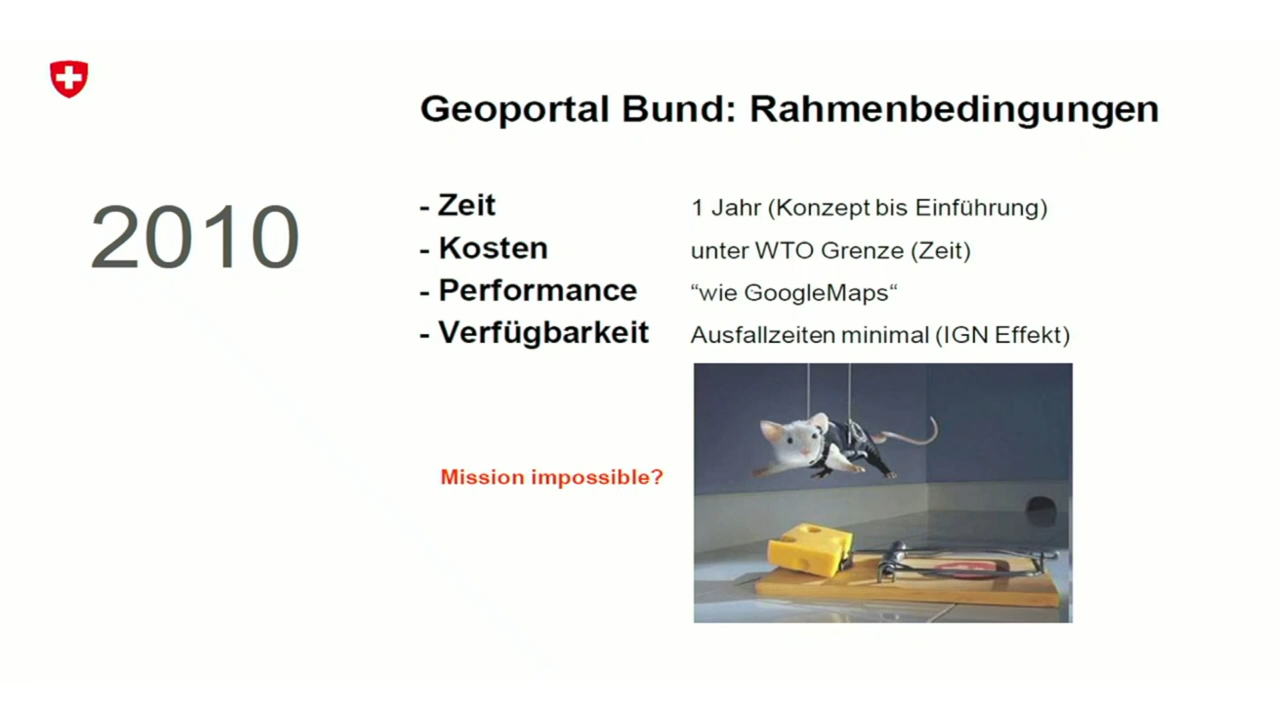 Geoportal Bund: Rahmenbedingungen
2010
- Zeit 1 Jahr (Konzept bis Einführung)
- Kosten unter WTO Grenze (Zeit)
- Performance “wie GoogleMaps“
- Verfügbarkeit Ausfallzeiten minimal (IGN Effekt)
Mission impossible?